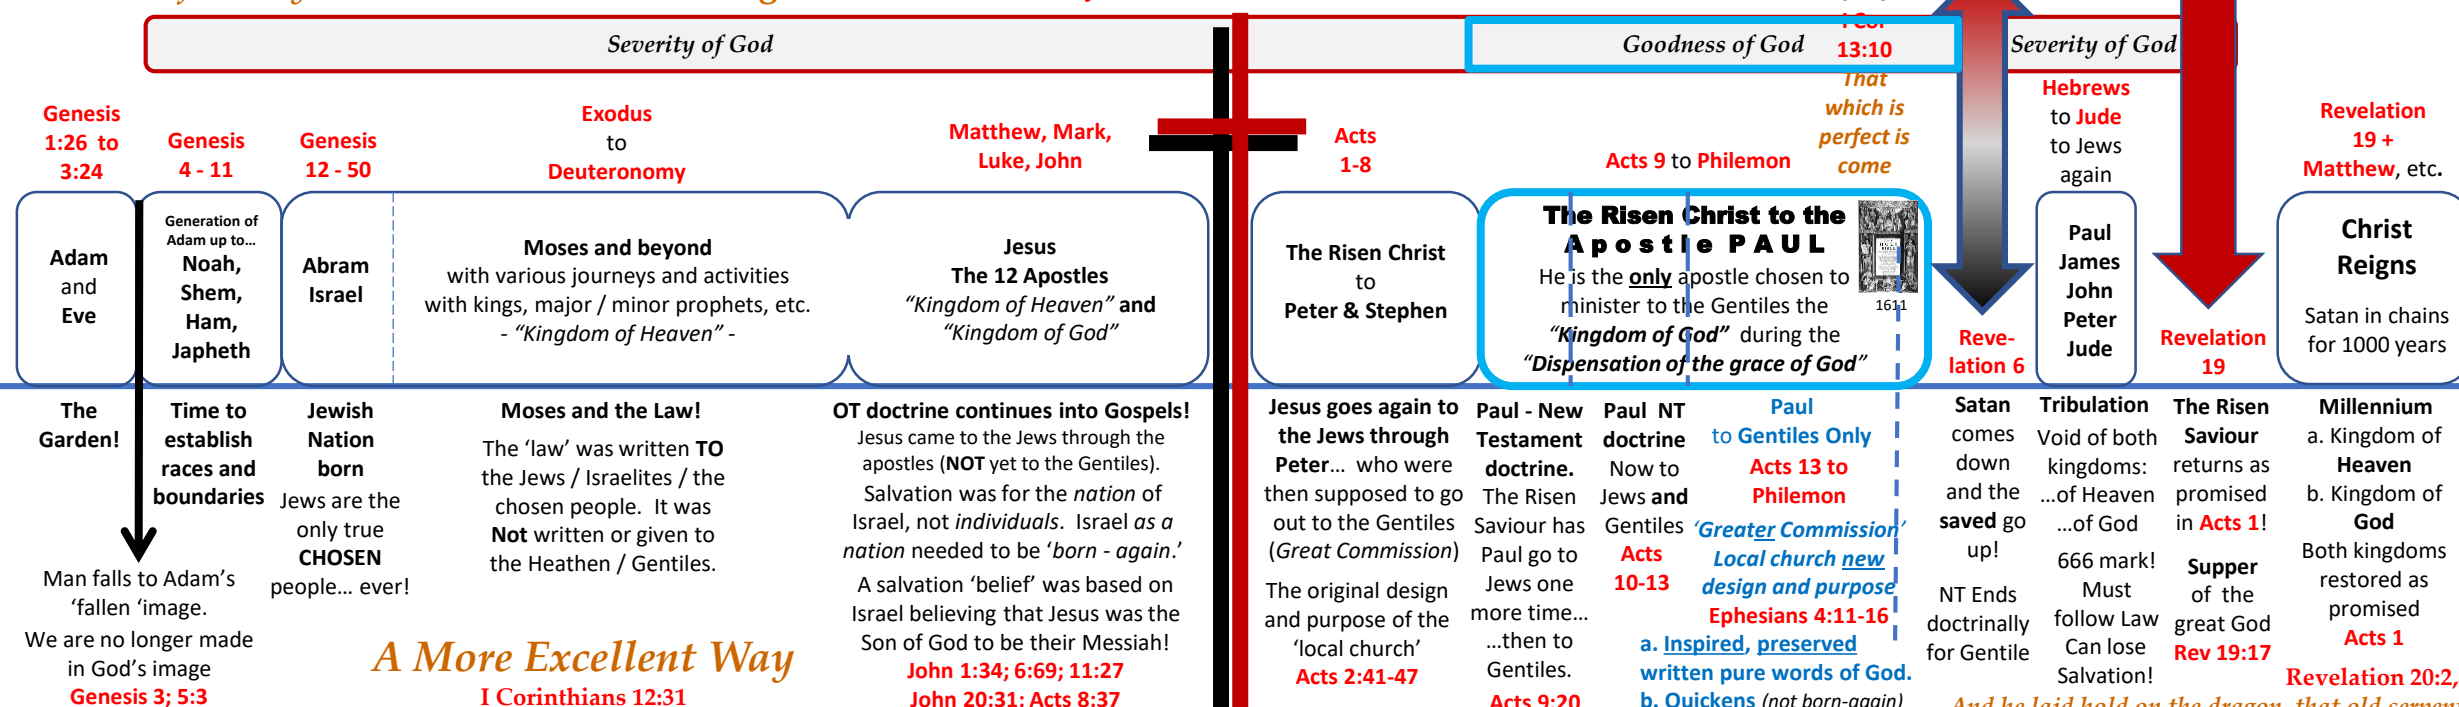 Severity of God
Goodness of God
13:10
Severity of God
That
which is
perfect is
come
Genesis
1:26 to
3:24
Genesis
4 - 11
Genesis
12 - 50
Exodus
to
Deuteronomy
Matthew, Mark,
Luke, John
Acts
1-8
Acts 9 to Philemon
Hebrews
to Jude
to Jews
again
Revelation
19 +
Matthew, etc.
Adam
and
Eve
Generation of
Adam up to...
Noah,
Shem,
Ham,
Japheth
Abram
Israel
Moses and beyond
with various journeys and activities
with kings, major / minor prophets, etc.
- “Kingdom of Heaven” -
Jesus
The 12 Apostles
“Kingdom of Heaven” and
“Kingdom of God”
The Risen Christ
to
Peter & Stephen
The Risen Christ to the
Apostle PAUL
He is the only apostle chosen to
minister to the Gentiles the
“Kingdom of God” during the
“Dispensation of the grace of God”
1611
Reve-
lation 6
Paul
James
John
Peter
Jude
Revelation
19
Christ
Reigns
Satan in chains
for 1000 years
The
Garden!
Man falls to Adam’s
‘fallen ‘image.
We are no longer made
in God’s image
Genesis 3; 5:3
Time to
establish
races and
boundaries
Jewish
Nation
born
Jews are the
only true
CHOSEN
people... ever!
Moses and the Law!
The ‘law’ was written TO
the Jews / Israelites / the
chosen people. It was
Not written or given to
the Heathen / Gentiles.
A More Excellent Way
I Corinthians 12:31
OT doctrine continues into Gospels!
Jesus came to the Jews through the
apostles (NOT yet to the Gentiles).
Salvation was for the nation of
Israel, not individuals. Israel as a
nation needed to be ‘born - again.’
A salvation ‘belief’ was based on
Israel believing that Jesus was the
Son of God to be their Messiah!
John 1:34; 6:69; 11:27
John 20:31; Acts 8:37
Jesus goes again to
the Jews through
Peter... who were
then supposed to go
out to the Gentiles
(Great Commission)
The original design
and purpose of the
‘local church’
Acts 2:41-47
Paul - New
Testament
doctrine.
The Risen
Saviour has
Paul go to
Jews one
more time...
...then to
Gentiles.
Acts 9:20
Paul NT
doctrine
Now to
Jews and
Gentiles
Acts
10-13
Paul
to Gentiles Only
Acts 13 to
Philemon
‘Greater Commission’
Local church new
design and purpose
Ephesians 4:11-16
a. Inspired, preserved
written pure words of God.
b. Quickens (not born-again)
Satan
comes
down
and the
saved go
up!
NT Ends
doctrinally
for Gentile
Tribulation
Void of both
kingdoms:
...of Heaven
...of God
666 mark!
Must
follow Law
Can lose
Salvation!
The Risen
Saviour
returns as
promised
in Acts 1!
Supper
of the
great God
Rev 19:17
Millennium
a. Kingdom of
Heaven
b. Kingdom of
God
Both kingdoms
restored as
promised
Acts 1
Revelation 20:2,
And he laid hold on the dragon, that old serpen